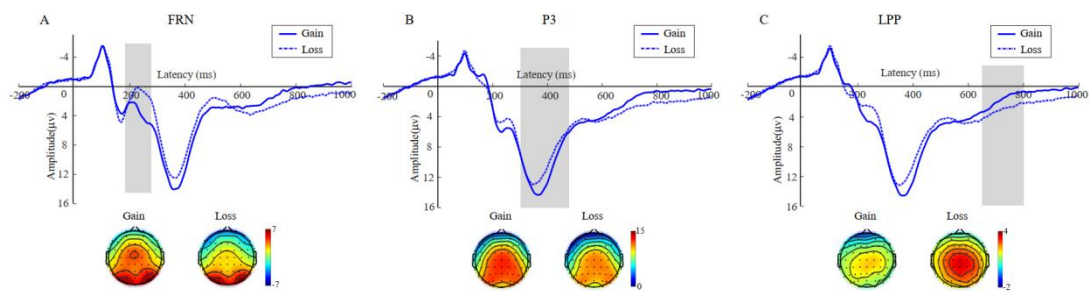 A FRN
Gain
Loss
-4
Latency (ms)
-200 0 200 400 600 800 1000
4
8
12
16
Amplitude(μv)
Gain Loss
7
-7
B P3
Gain
Loss
-4
Latency (ms)
-200 0 200 400 600 800 1000
4
8
12
16
Amplitude(μv)
Gain Loss
15
0
C LPP
Gain
Loss
-4
Latency (ms)
-200 0 200 400 600 800 1000
4
8
12
16
Amplitude(μv)
Gain Loss
4
-2